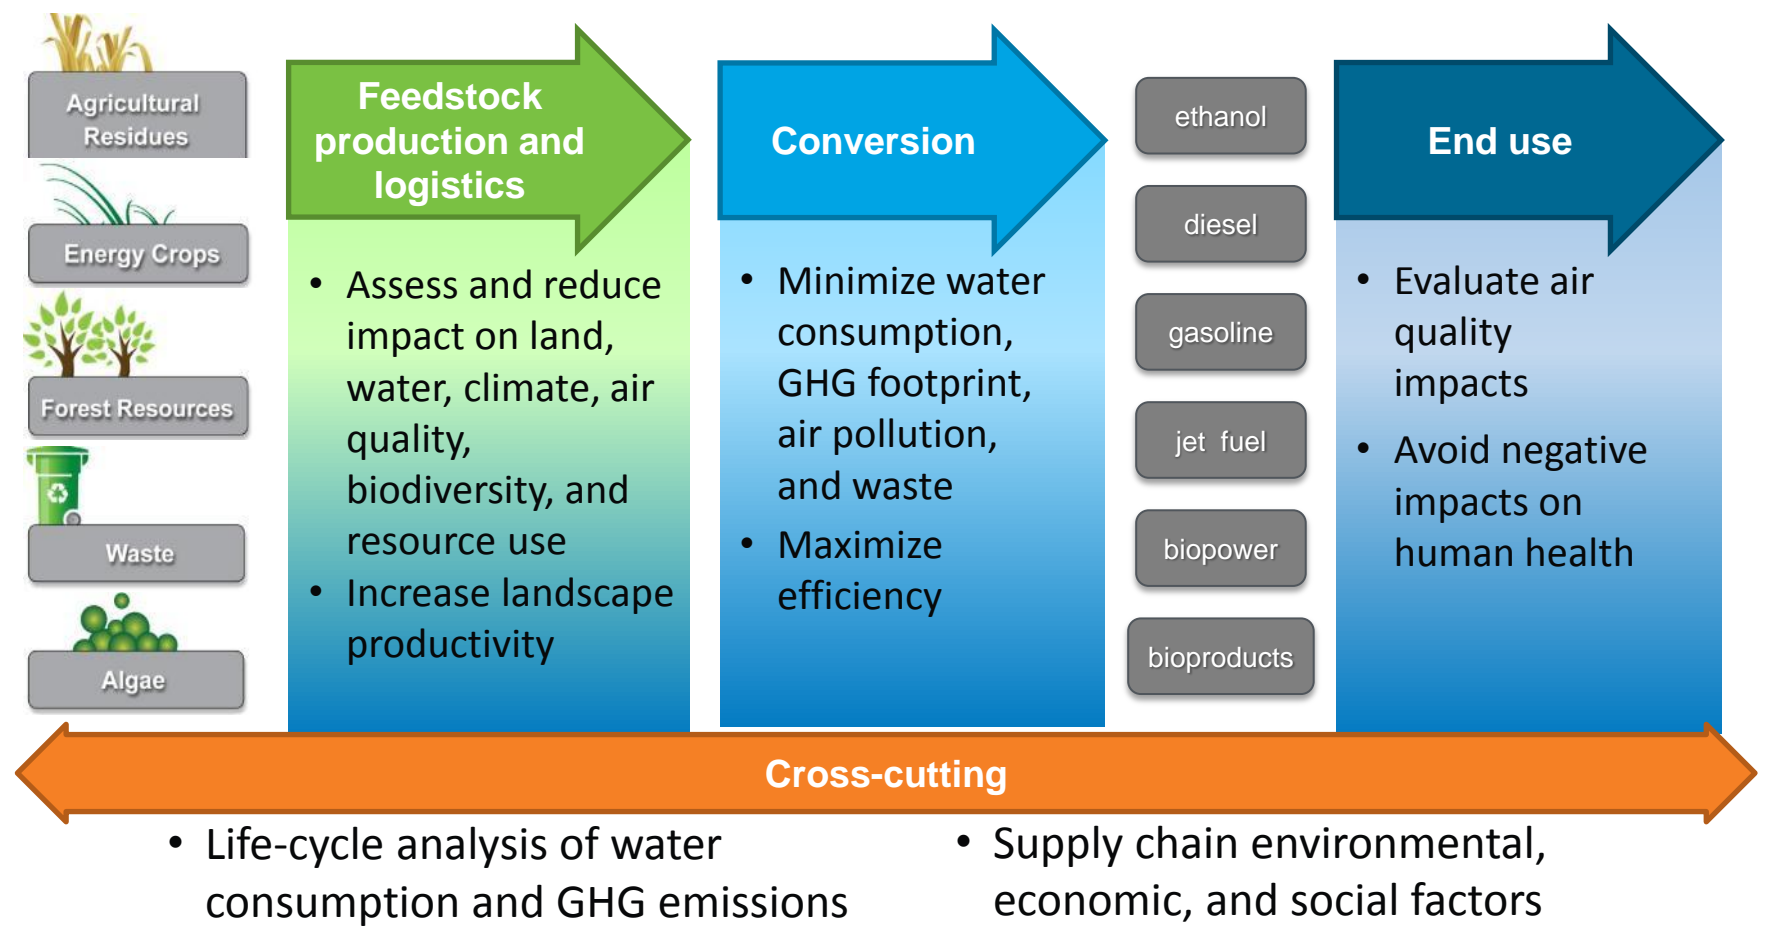 Agricultural
Residues
Energy Crops
Forest Resources
Waste
Algae
Feedstock
production and
logistics
• Assess and reduce
impact on land,
water, climate, air
quality,
biodiversity, and
resource use
• Increase landscape
productivity
Conversion
• Minimize water
consumption,
GHG footprint,
air pollution,
and waste
• Maximize
efficiency
ethanol
diesel
gasoline
jet fuel
biopower
bioproducts
End use
• Evaluate air
quality
impacts
• Avoid negative
impacts on
human health
Cross-cutting
• Life-cycle analysis of water
consumption and GHG emissions
• Supply chain environmental,
economic, and social factors